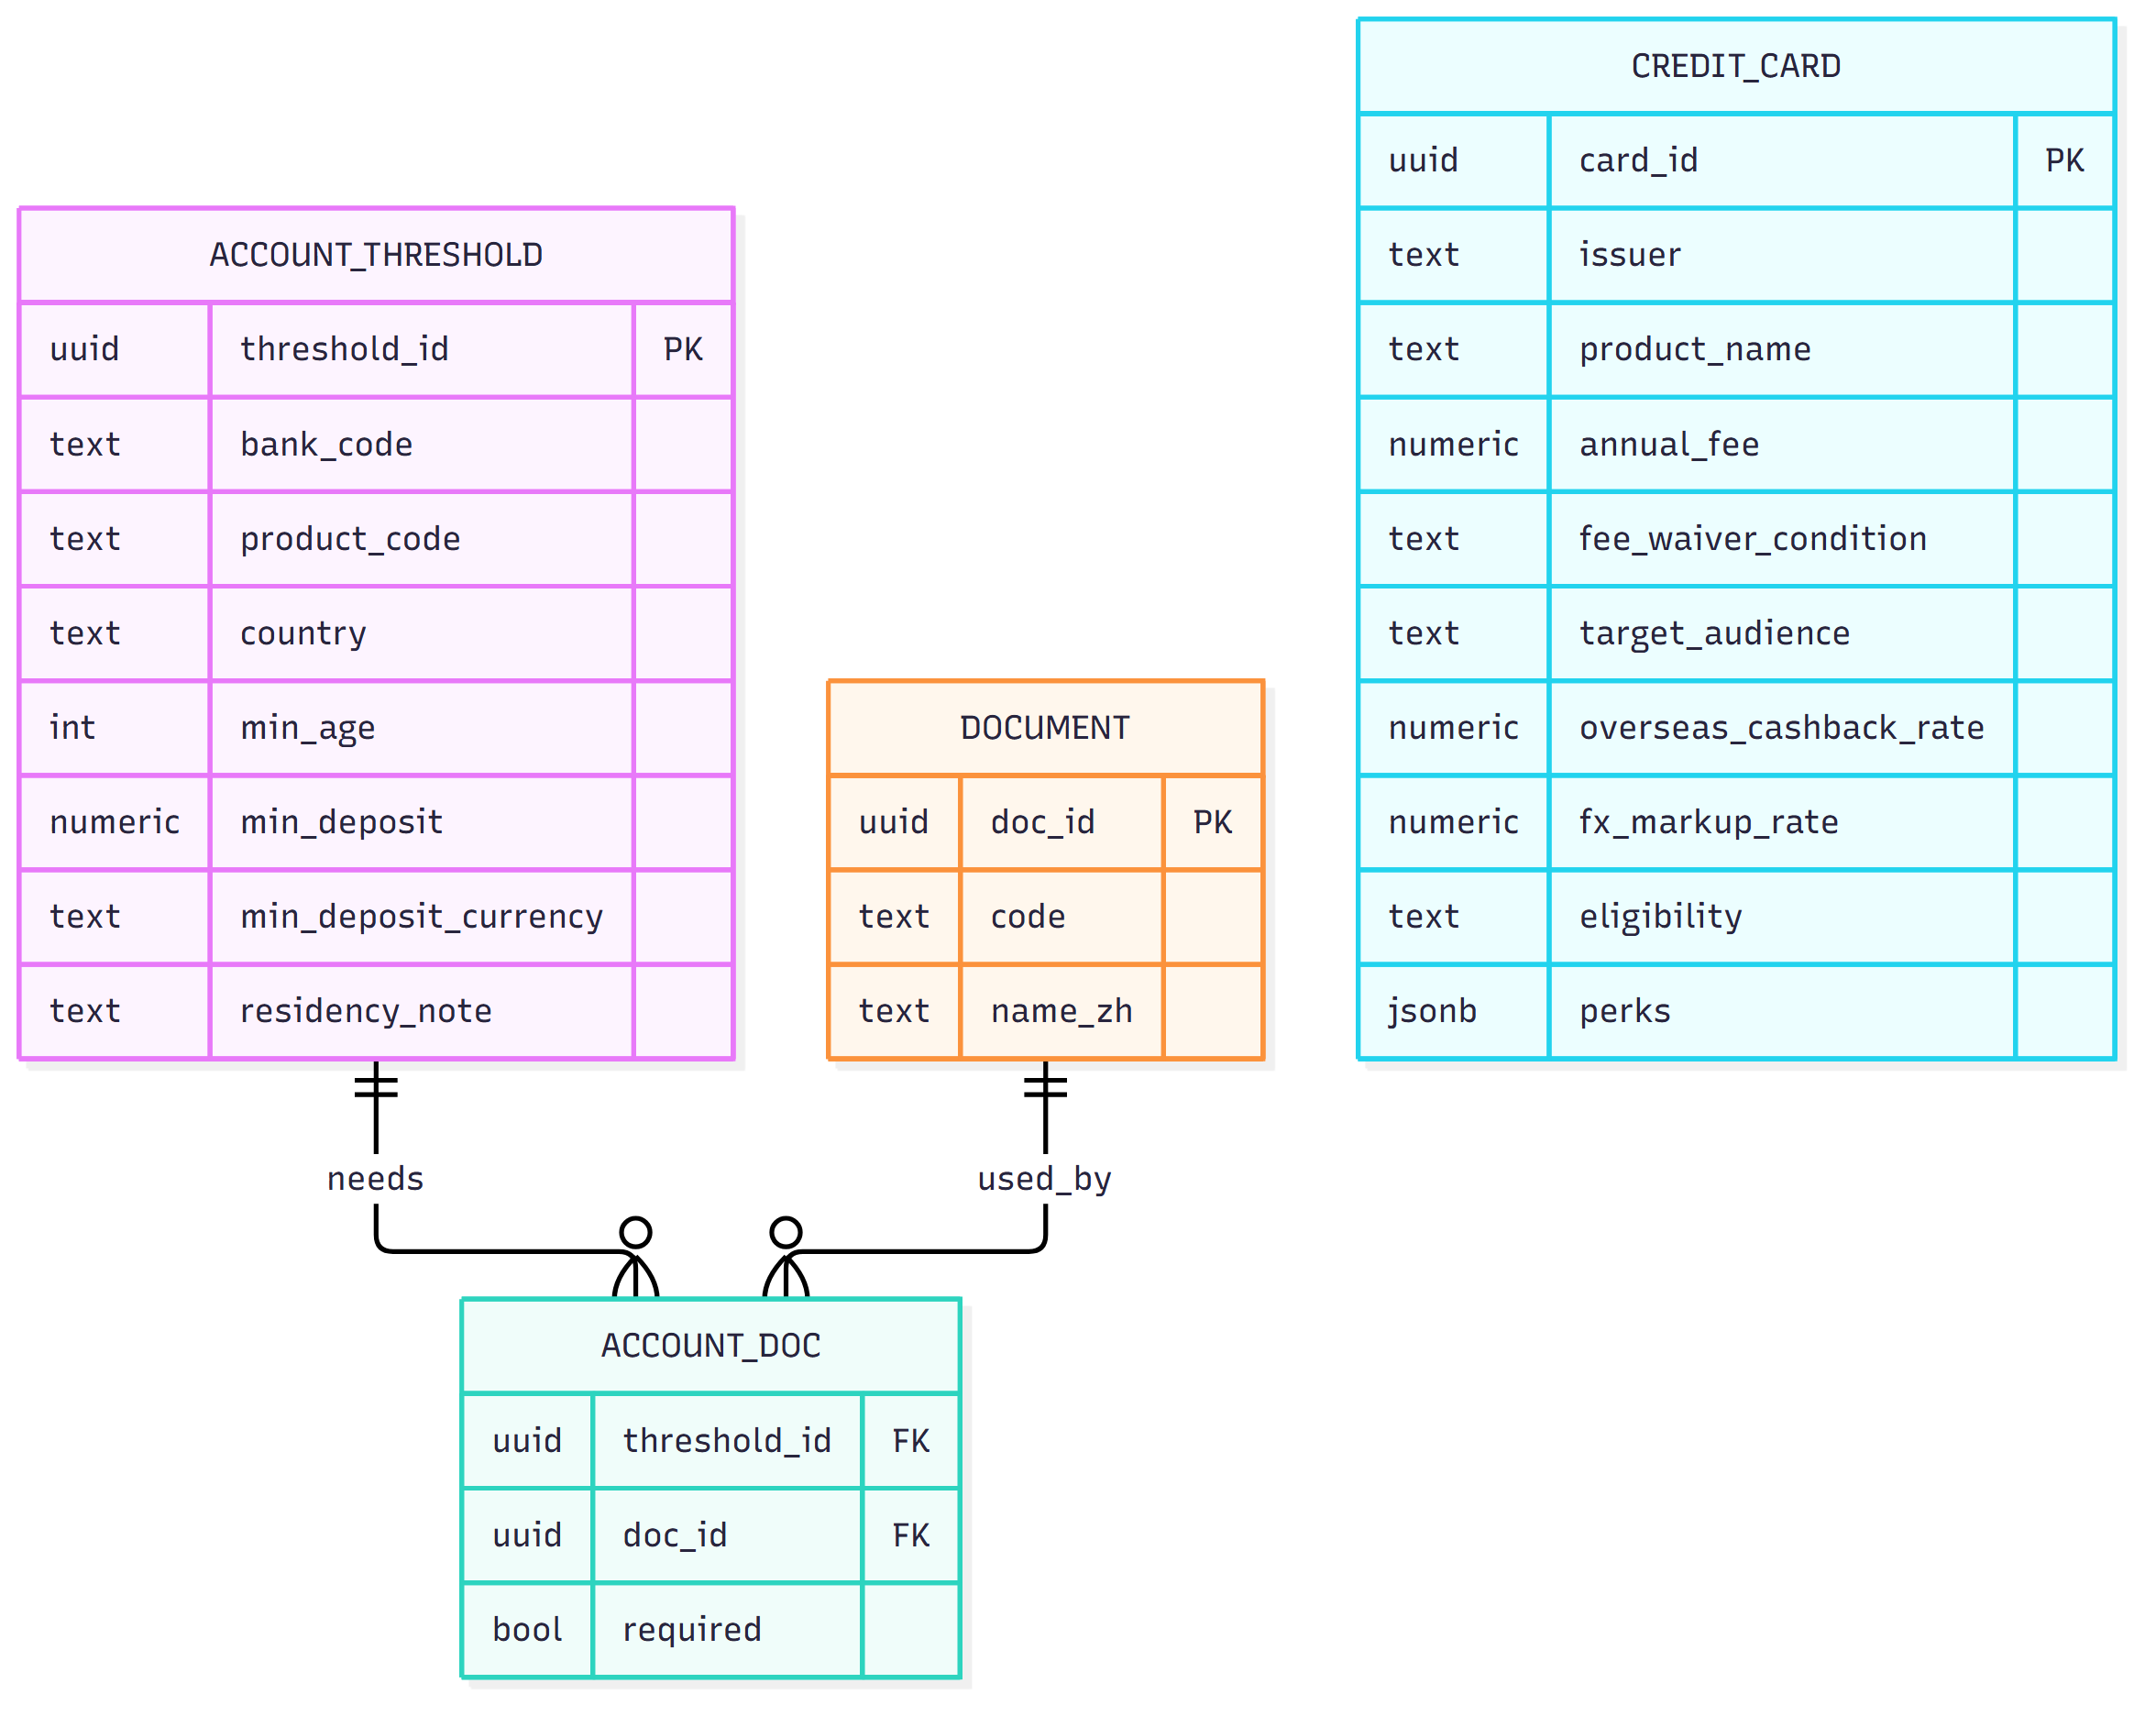 ACCOUNT_THRESHOLD
uuid threshold_id PK
text bank_code
text product_code
text country
int min_age
numeric min_deposit
text min_deposit_currency
text residency_note
DOCUMENT
uuid doc_id PK
text code
text name_zh
CREDIT_CARD
uuid card_id PK
text issuer
text product_name
numeric annual_fee
text fee_waiver_condition
text target_audience
numeric overseas_cashback_rate
numeric fx_markup_rate
text eligibility
jsonb perks
needs
used_by
ACCOUNT_DOC
uuid threshold_id FK
uuid doc_id FK
bool required